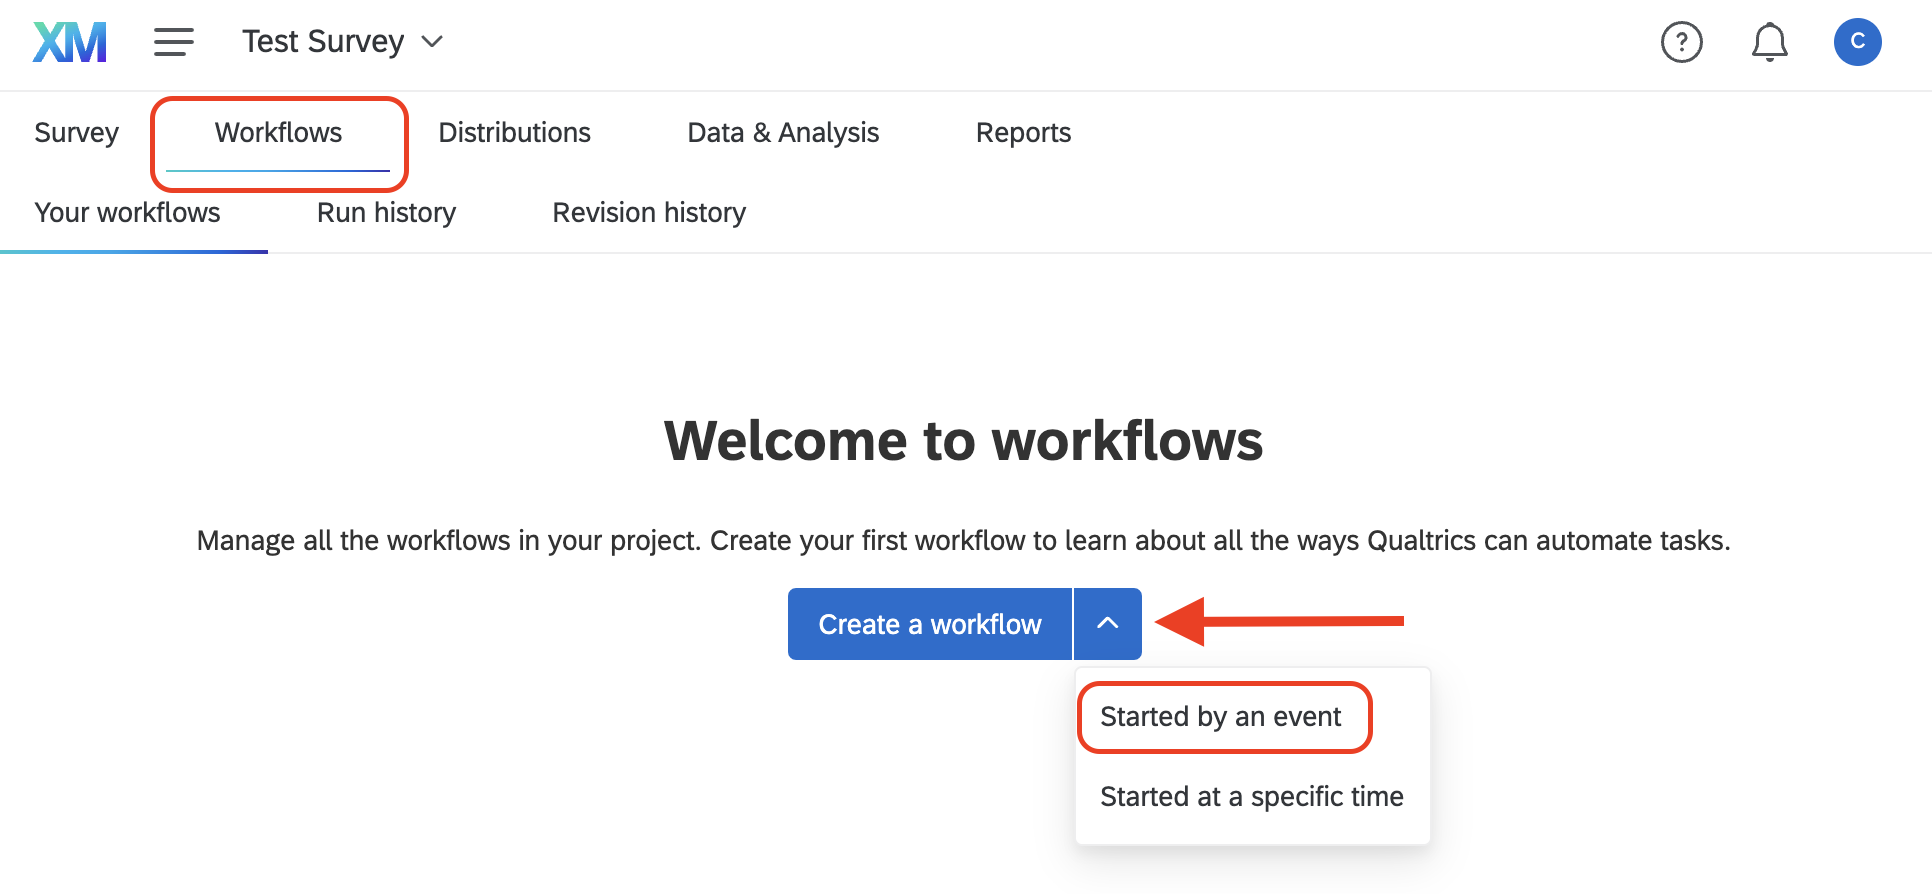 XM Test Survey ? C
Survey Workflows Distributions Data & Analysis Reports
Your workflows Run history Revision history
Welcome to workflows
Manage all the workflows in your project. Create your first workflow to learn about all the ways Qualtrics can automate tasks.
Create a workflow
Started by an event
Started at a specific time